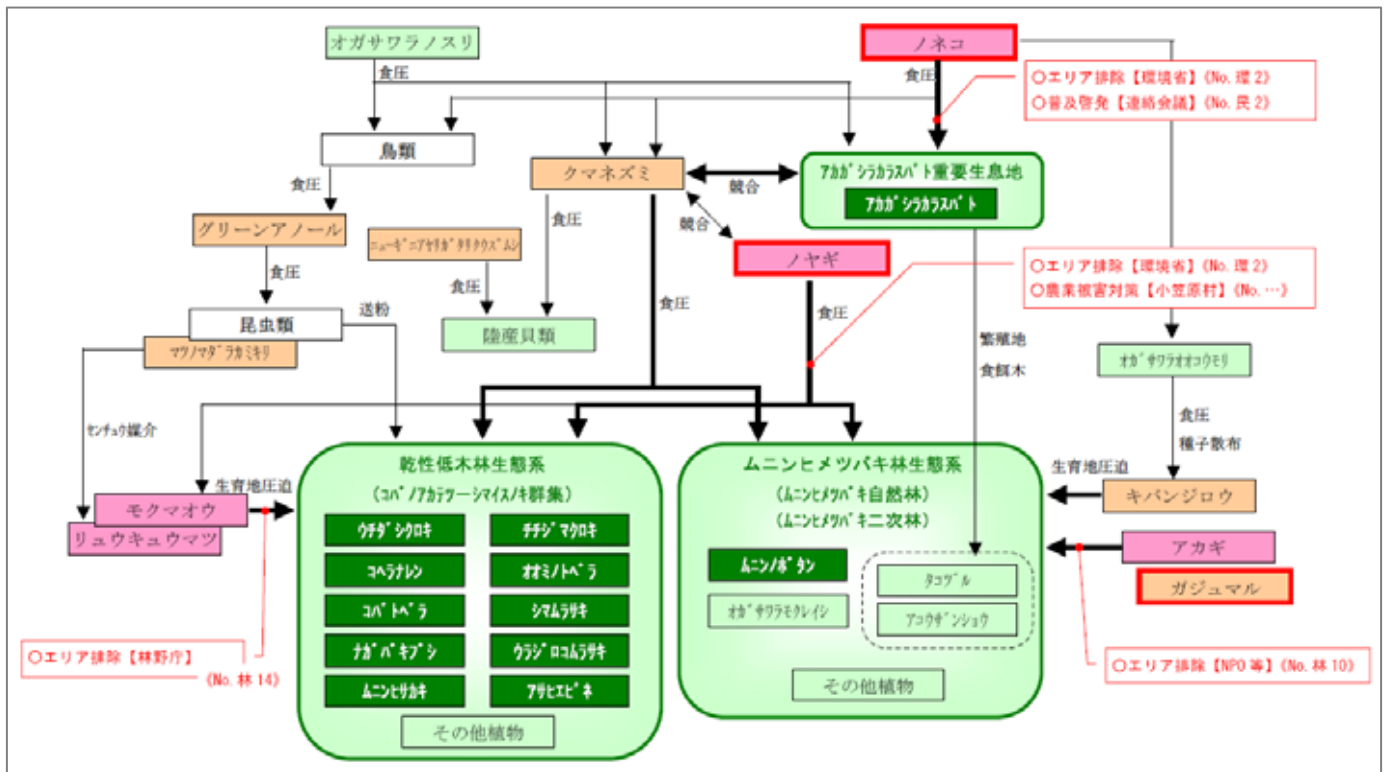 オガサワラノスリ
ノネコ
食圧
食圧
○エリア排除【環境省】《No. 環 2》
○普及啓発【連絡会議】《No. 民 2》
鳥類
クマネズミ
競合
アカガシラカラスバト重要生息地
アカガシラカラスバト
食圧
グリーンアノール
ニューギニアヤリガタリクウズムシ
食圧
競合
ノヤギ
○エリア排除【環境省】《No. 環 2》
○農業被害対策【小笠原村】《No. …》
食圧
食圧
食圧
食圧
送粉
昆虫類
マツノマダラカミキリ
陸産貝類
繁殖地
食餌木
オガサワラオオコウモリ
食圧
種子散布
センチュウ媒介
生育地圧迫
モクマオウ
リュウキュウマツ
乾性低木林生態系
(コバノアカテツーシマイスノキ群集)
ウチダシクロキ
チチジマクロキ
コヘラナレン
オオミノトベラ
コバトベラ
シマムラサキ
ナガバキブシ
ウラジロコムラサキ
ムニンヒサカキ
アサヒエビネ
その他植物
ムニンヒメツバキ林生態系
(ムニンヒメツバキ自然林)
(ムニンヒメツバキ二次林)
ムニンノボタン
オガサワラモクレイシ
タコヅル
アコウザンショウ
その他植物
生育地圧迫
キバンジロウ
アカギ
ガジュマル
○エリア排除【林野庁】
《No. 林 14》
○エリア排除【NPO 等】《No. 林 10》